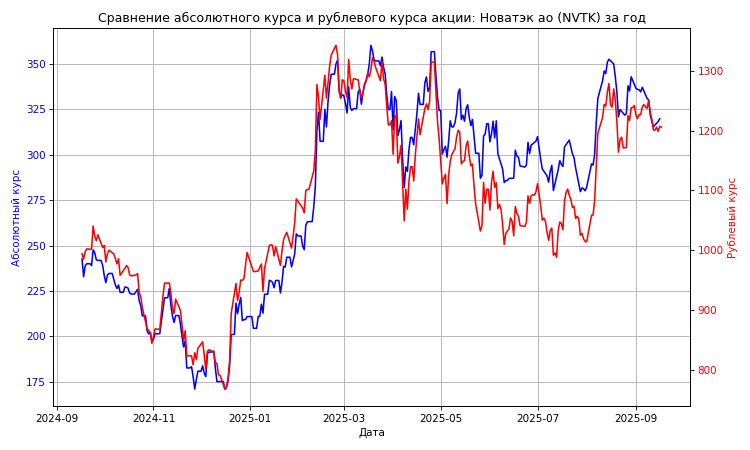 Сравнение абсолютного курса и рублевого курса акции: Новатэк ао (NVTK) за год
Абсолютный курс
350
325
300
275
250
225
200
175
1300
1200
1100
1000
900
800
Рублевый курс
2024-09 2024-11 2025-01 2025-03 2025-05 2025-07 2025-09
Дата